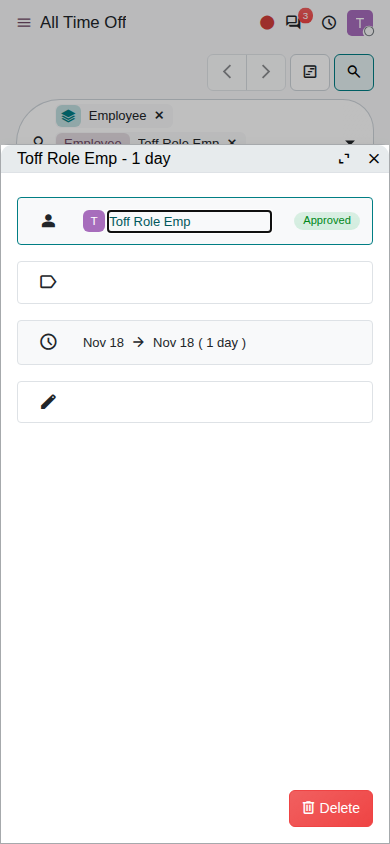 All Time Off
3
T
Employee ×
Employee Toff Role Emp ×
Toff Role Emp - 1 day
T Toff Role Emp Approved
Nov 18 → Nov 18 ( 1 day )
Delete